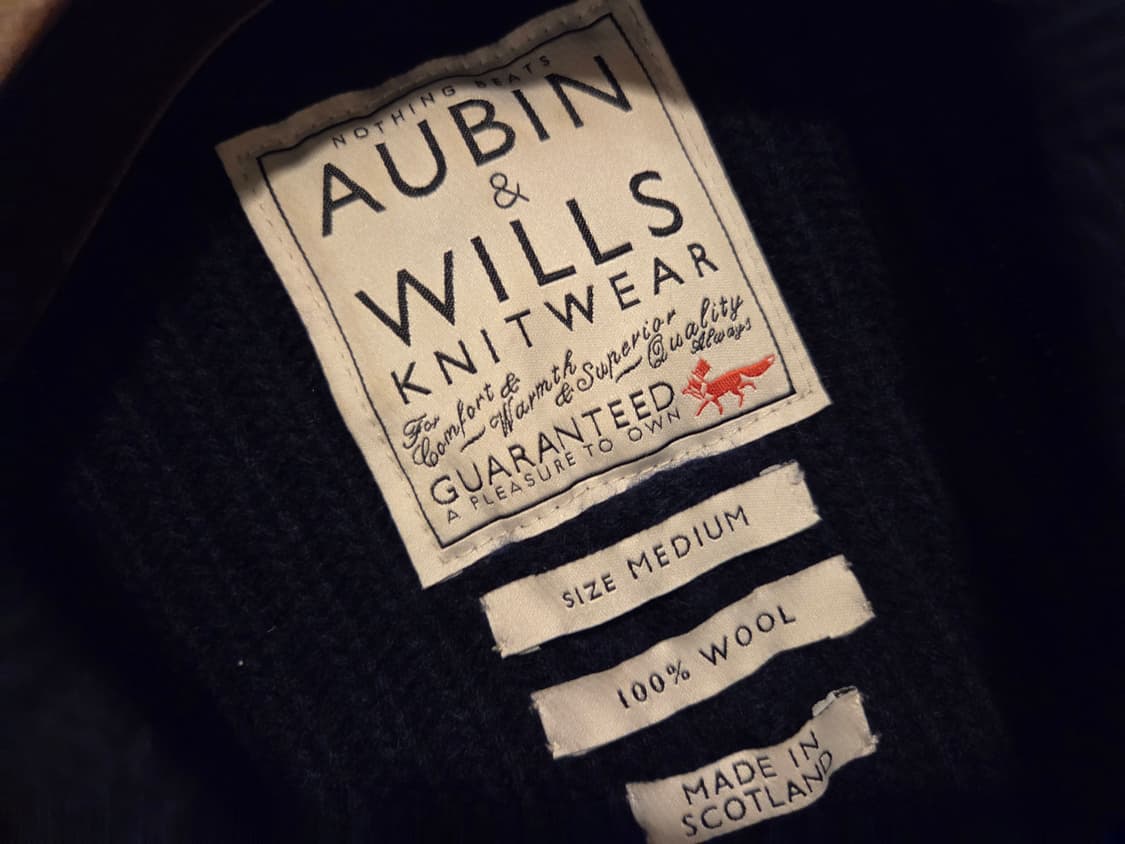 NOTHING BEATS
AUBIN
&
WILLS
KNITWEAR
For Comfort & Warmth & Superior Quality Always
GUARANTEED
A PLEASURE TO OWN
SIZE MEDIUM
100% WOOL
MADE IN
SCOTLAND